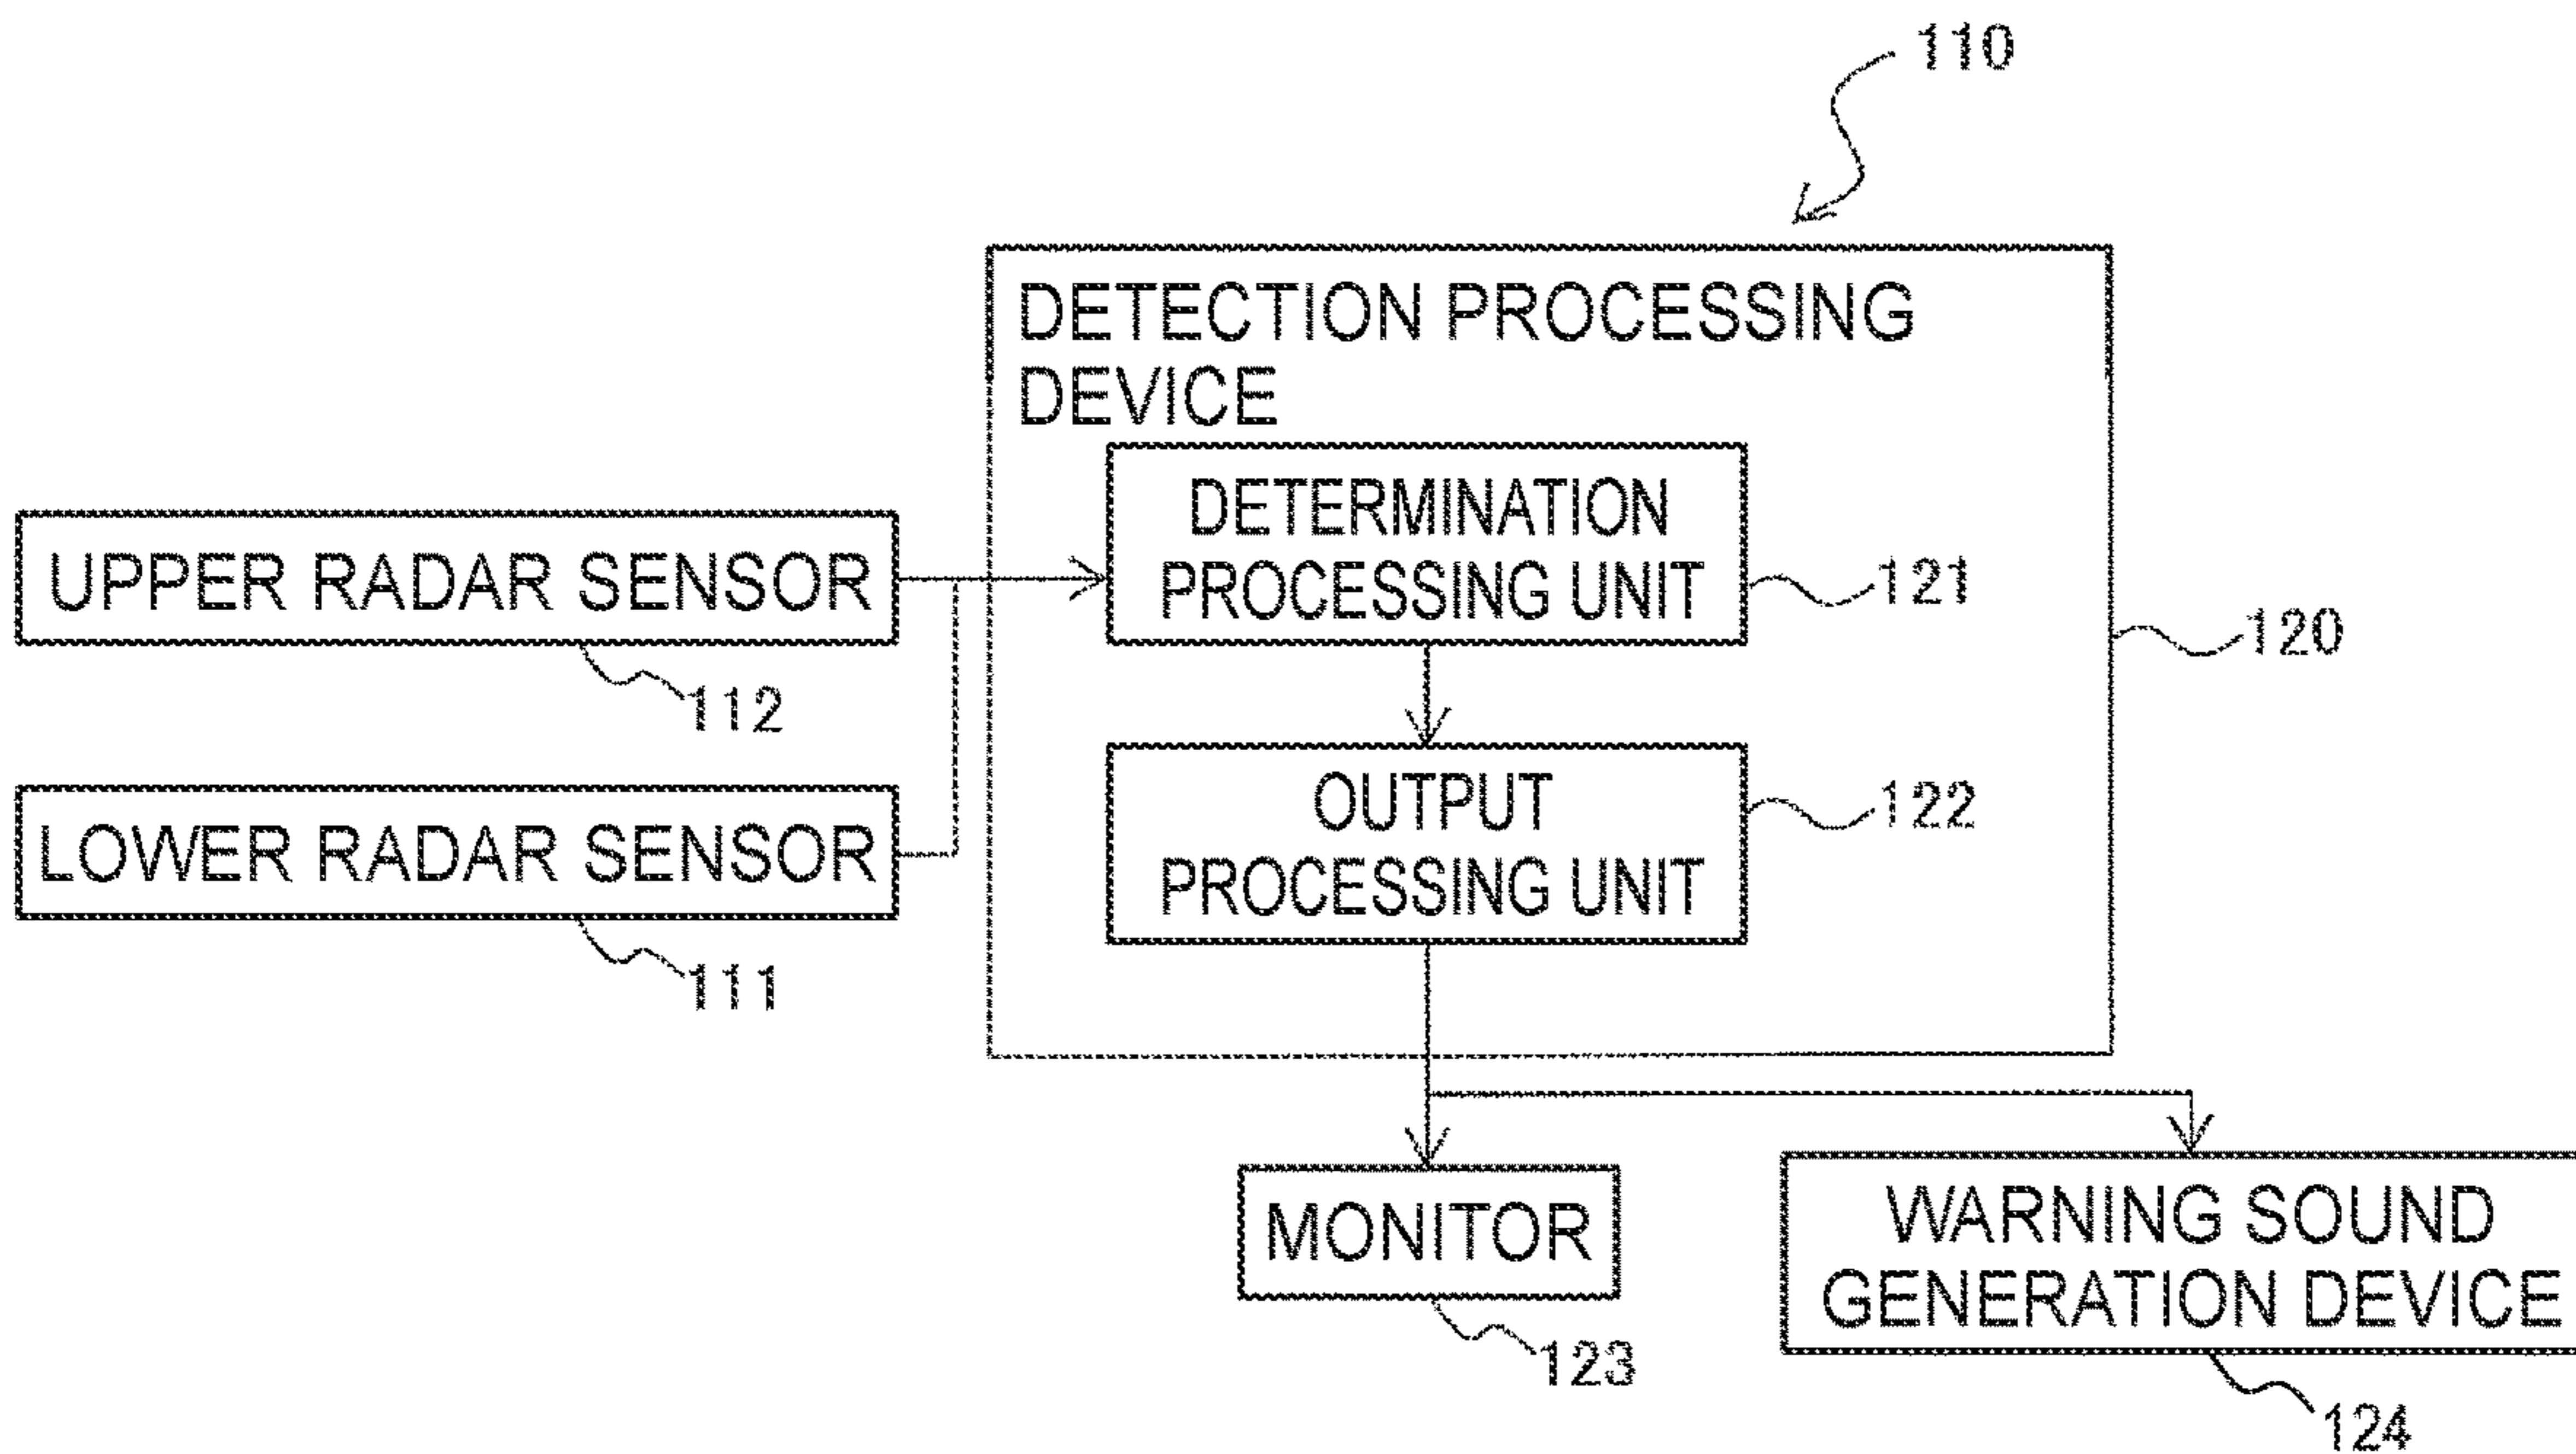 110
DETECTION PROCESSING
DEVICE
DETERMINATION
PROCESSING UNIT
121
120
UPPER RADAR SENSOR
112
OUTPUT
PROCESSING UNIT
122
LOWER RADAR SENSOR
111
MONITOR
123
WARNING SOUND
GENERATION DEVICE
124